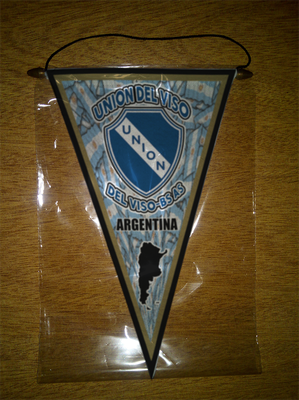 UNION DEL VISO
UNION
DEL VISO-BS AS
ARGENTINA